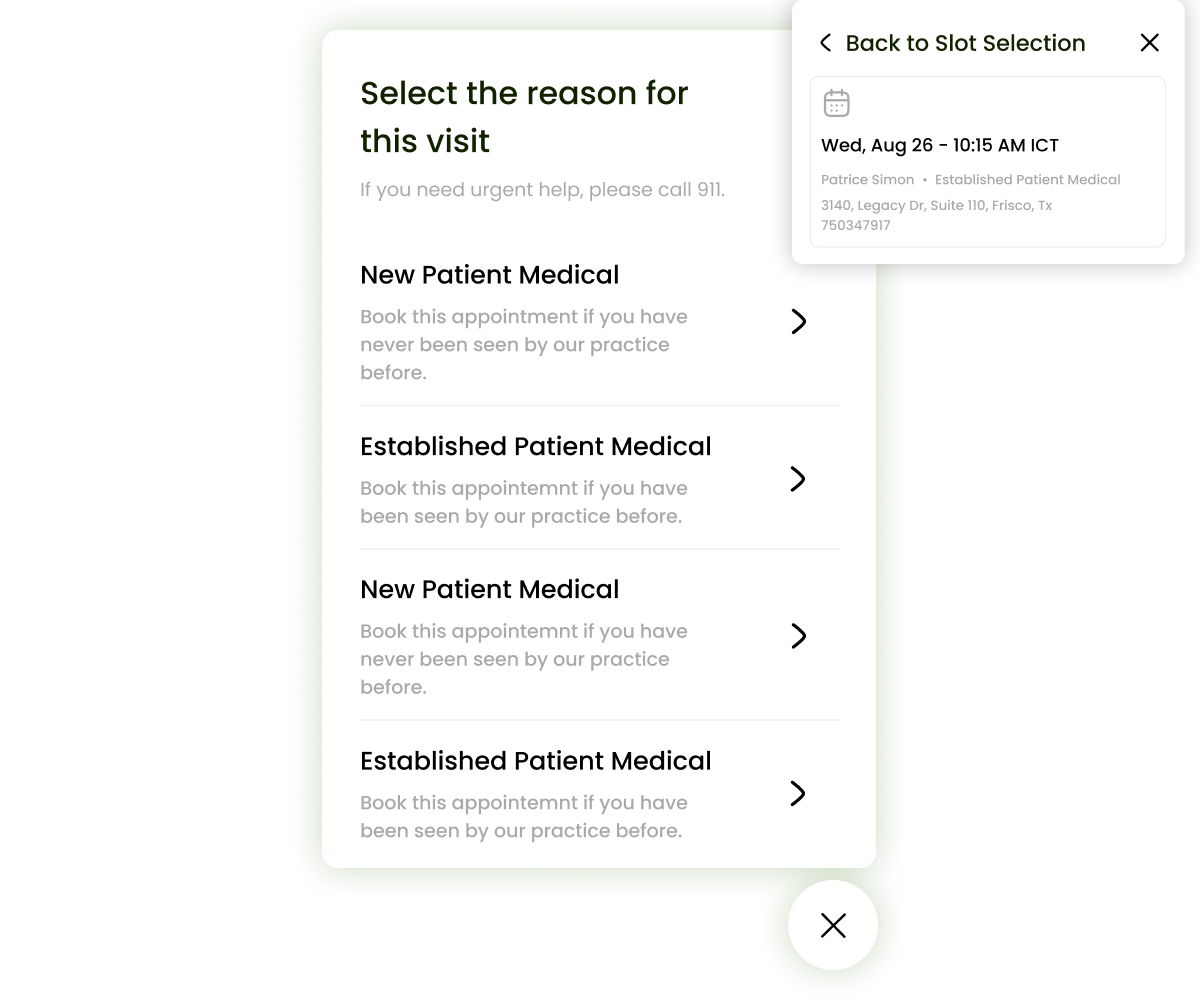 Select the reason for
this visit
If you need urgent help, please call 911.
New Patient Medical
Book this appointment if you have
never been seen by our practice
before.
Established Patient Medical
Book this appointemnt if you have
been seen by our practice before.
New Patient Medical
Book this appointemnt if you have
never been seen by our practice
before.
Established Patient Medical
Book this appointemnt if you have
been seen by our practice before.
Back to Slot Selection
Wed, Aug 26 - 10:15 AM ICT
Patrice Simon • Established Patient Medical
3140, Legacy Dr, Suite 110, Frisco, Tx
750347917